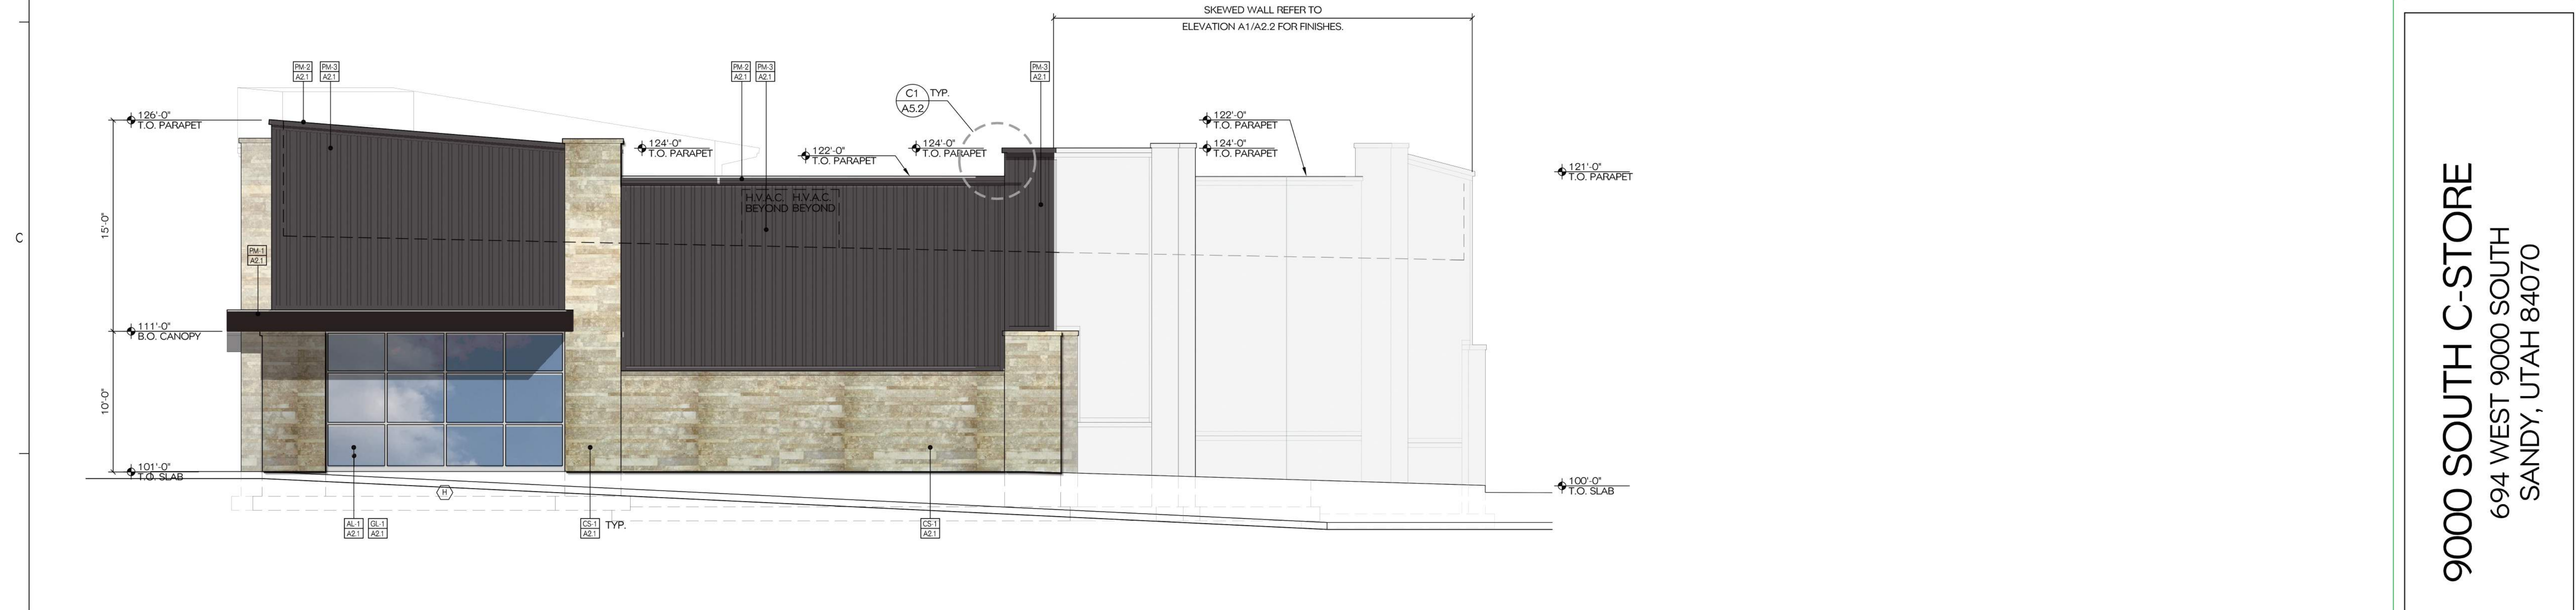 SKEWED WALL REFER TO
ELEVATION A1/A2.2 FOR FINISHES.
PM-2
A2.1
PM-3
A2.1
PM-2
A2.1
PM-3
A2.1
PM-3
A2.1
C1
A5.2
TYP.
126'-0"
T.O. PARAPET
124'-0"
T.O. PARAPET
122'-0"
T.O. PARAPET
124'-0"
T.O. PARAPET
122'-0"
T.O. PARAPET
124'-0"
T.O. PARAPET
121'-0"
T.O. PARAPET
H.V.A.C.
BEYOND
H.V.A.C.
BEYOND
15'-0"
C
PM-1
A2.1
111'-0"
B.O. CANOPY
10'-0"
101'-0"
T.O. SLAB
H
100'-0"
T.O. SLAB
AL-1
A2.1
GL-1
A2.1
CS-1
A2.1
TYP.
CS-1
A2.1
9000 SOUTH C-STORE
694 WEST 9000 SOUTH
SANDY, UTAH 84070